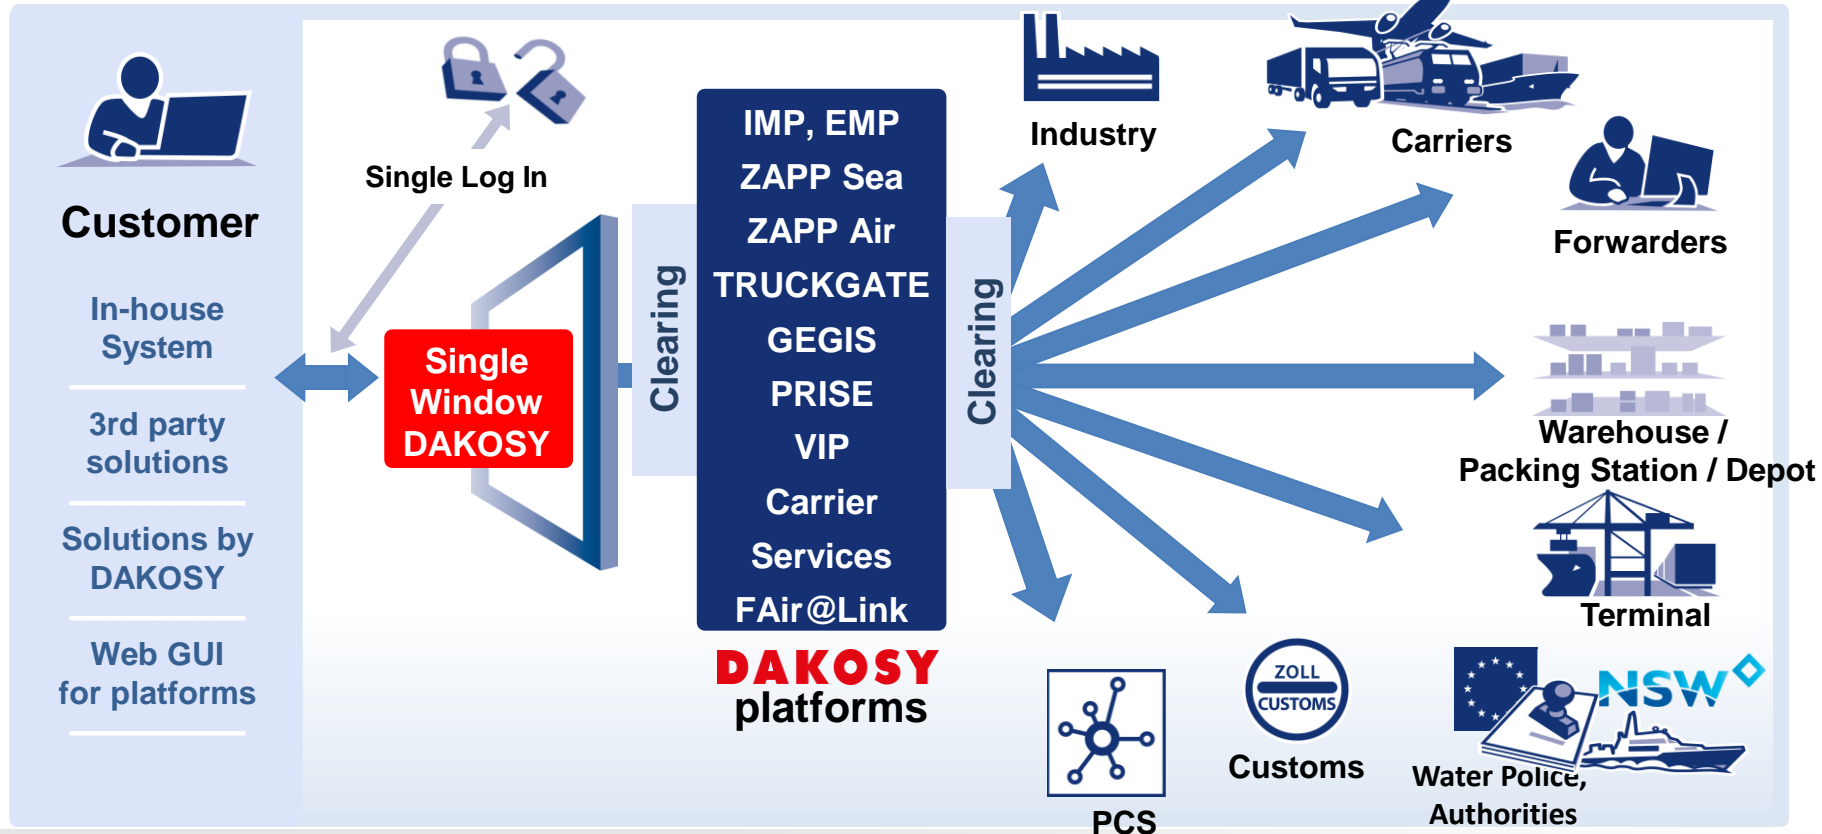 Customer
In-house
System
3rd party
solutions
Solutions by
DAKOSY
Web GUI
for platforms
Single Log In
Single
Window
DAKOSY
Clearing
IMP, EMP
ZAPP Sea
ZAPP Air
TRUCKGATE
GEGIS
PRISE
VIP
Carrier
Services
FAir@Link
DAKOSY
platforms
Clearing
Industry
Carriers
Forwarders
Warehouse /
Packing Station / Depot
Terminal
NSW
Water Police,
Authorities
ZOLL
CUSTOMS
Customs
PCS